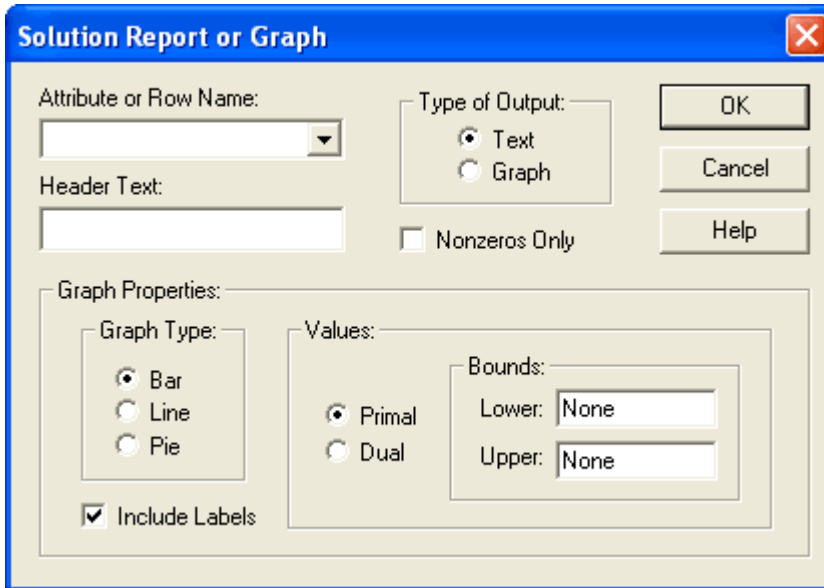 Solution Report or Graph
Attribute or Row Name:
Header Text:
Type of Output:
Text
Graph
Nonzeros Only
OK
Cancel
Help
Graph Properties:
Graph Type:
Bar
Line
Pie
Include Labels
Values:
Primal
Dual
Bounds:
Lower: None
Upper: None